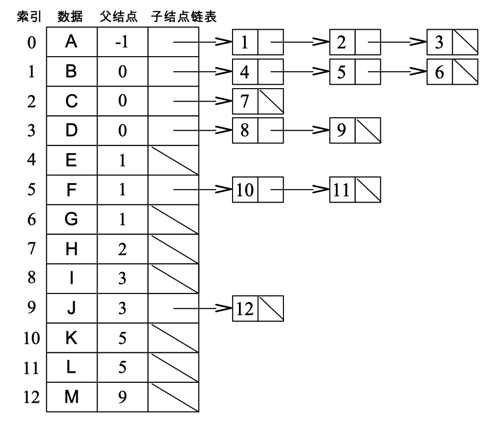 索引 数据 父结点 子结点链表
0 A -1 1 2 3
1 B 0 4 5 6
2 C 0 7
3 D 0 8 9
4 E 1
5 F 1 10 11
6 G 1
7 H 2
8 I 3
9 J 3 12
10 K 5
11 L 5
12 M 9